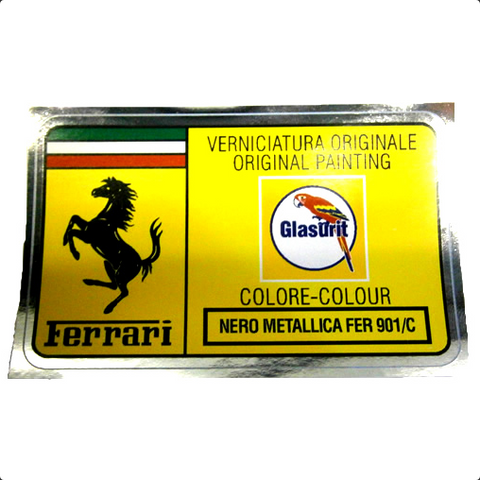 Ferrari
VERNICIATURA ORIGINALE
ORIGINAL PAINTING
Glasurit
COLORE-COLOUR
NERO METALLICA FER 901/C